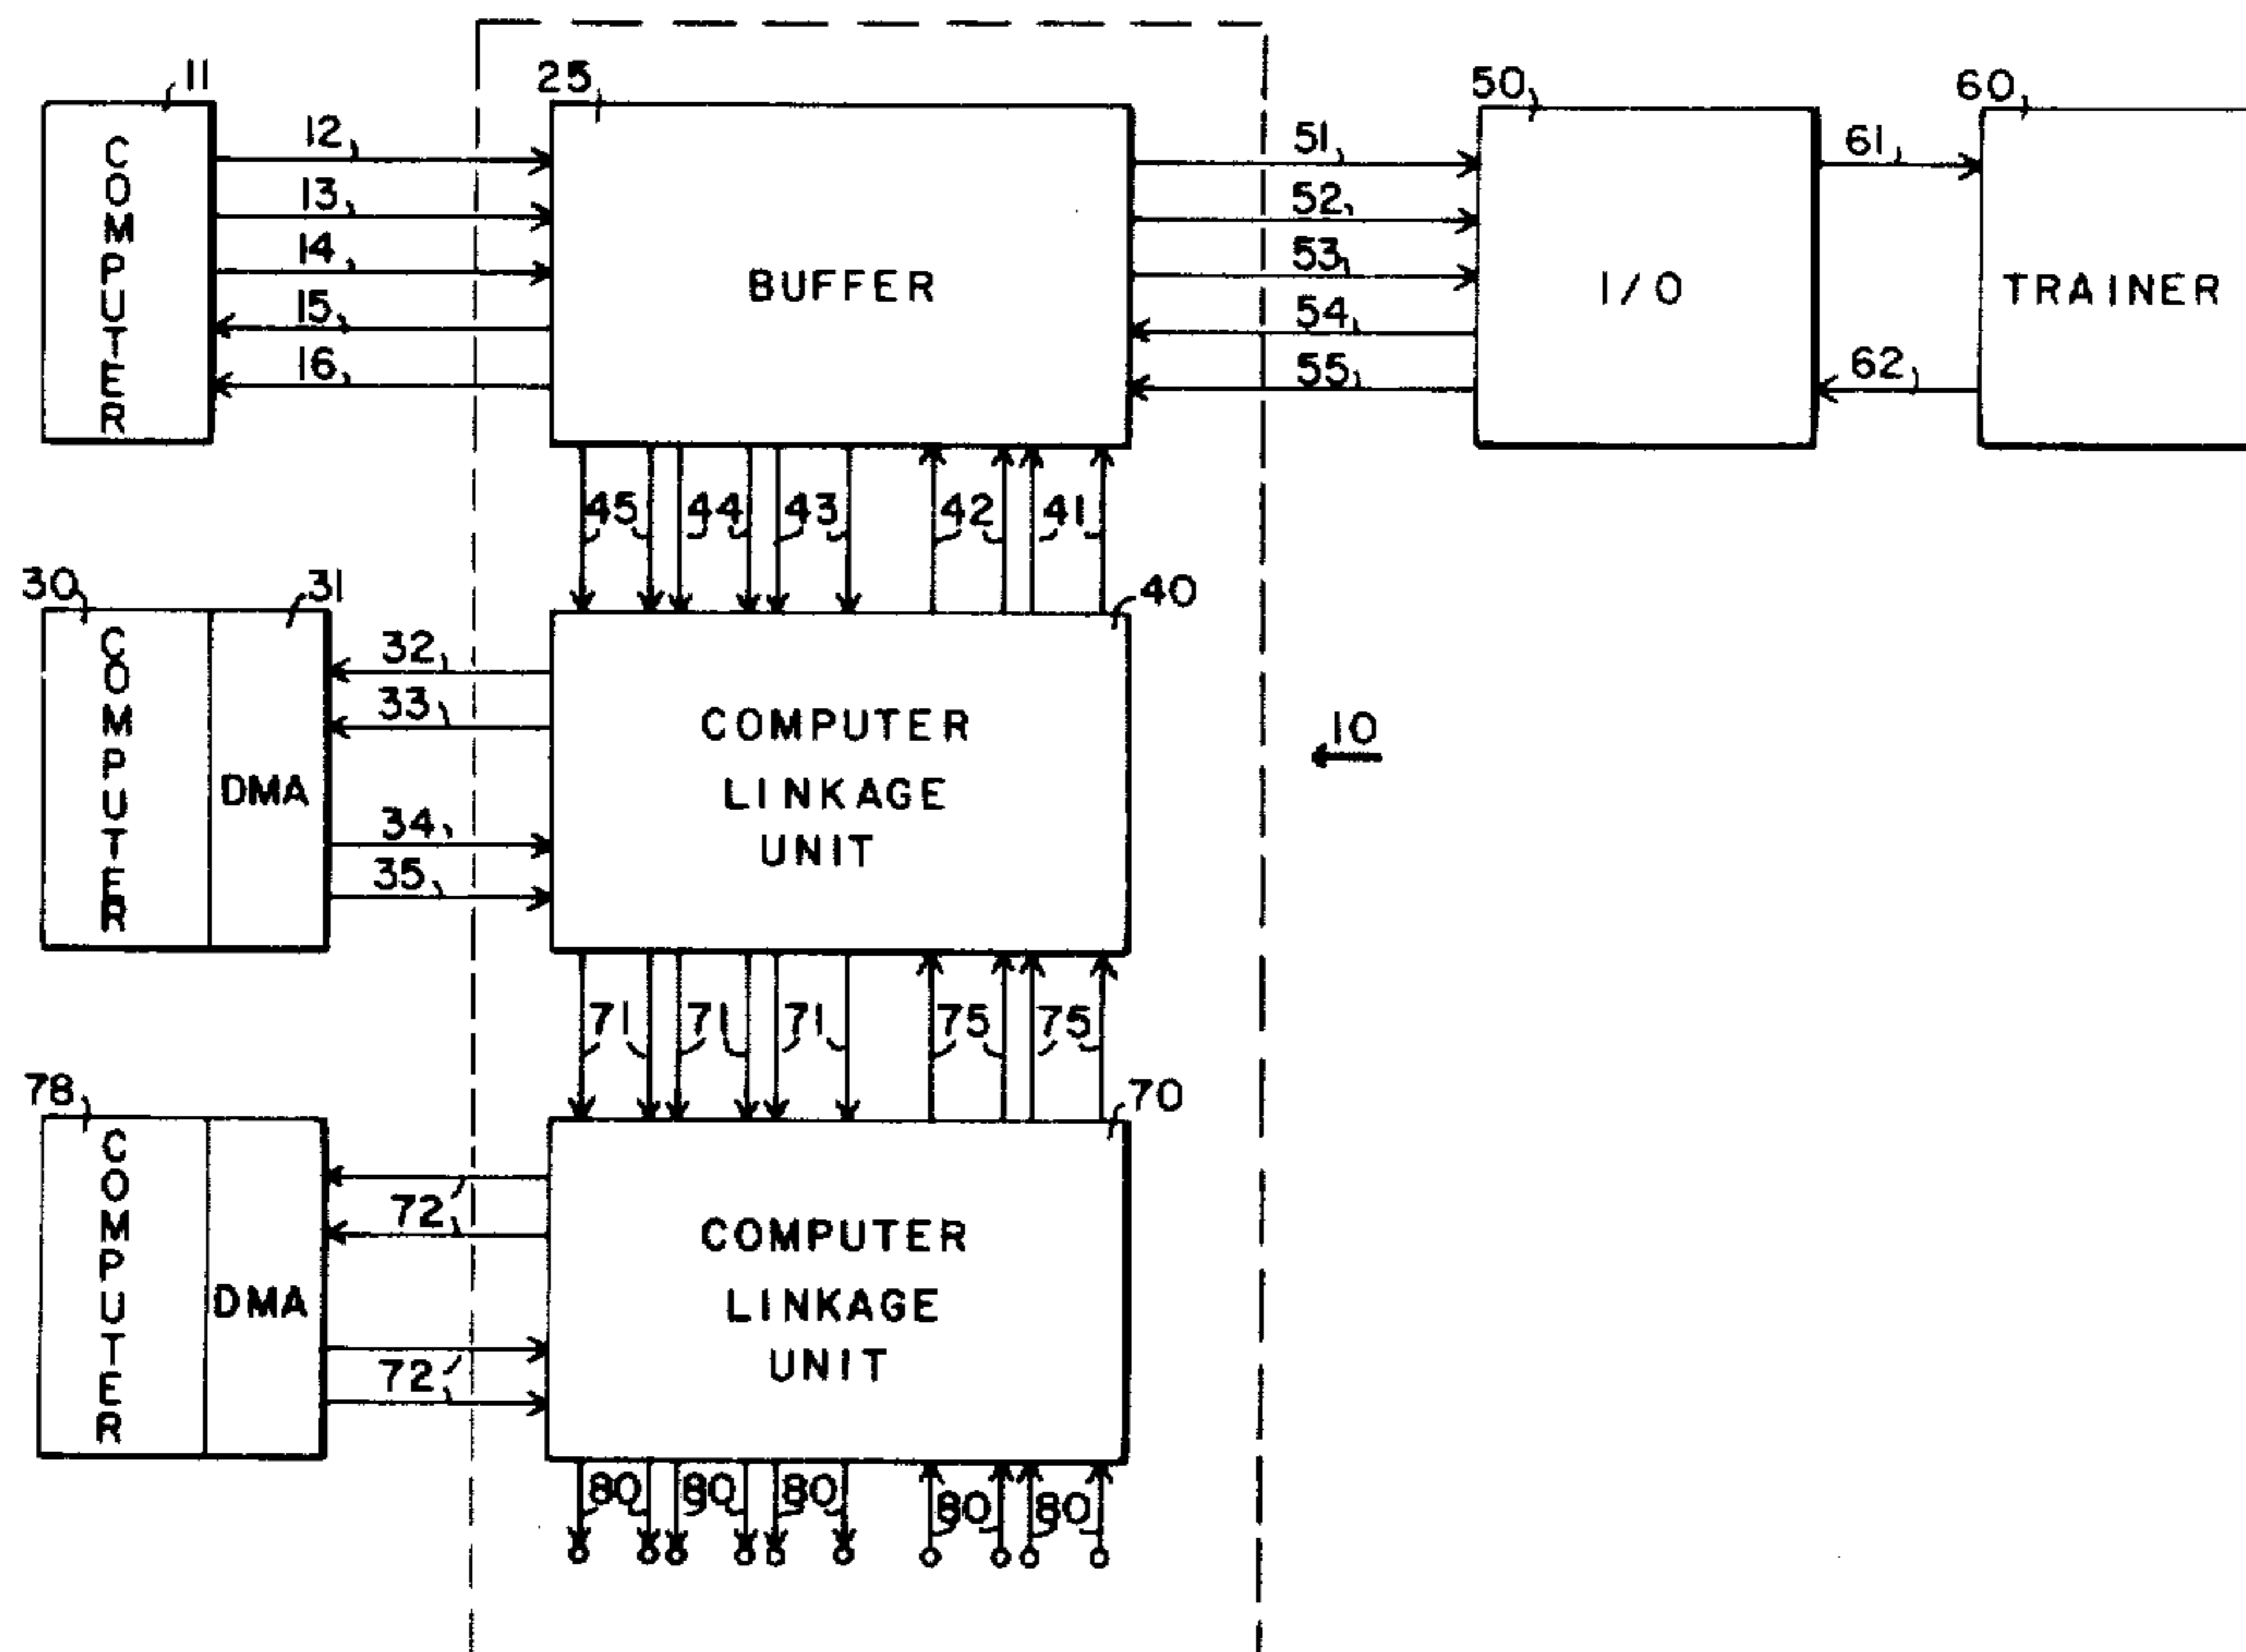 11
COMPUTER
12
13
14
15
16
25
BUFFER
51
52
53
54
55
50
I/O
61
62
60
TRAINER
45 44 43 42 41
30
COMPUTER
31
DMA
32
33
34
35
40
COMPUTER
LINKAGE
UNIT
10
71 71 71 75 75
78
COMPUTER
DMA
72
72
70
COMPUTER
LINKAGE
UNIT
80 80 80 80 80